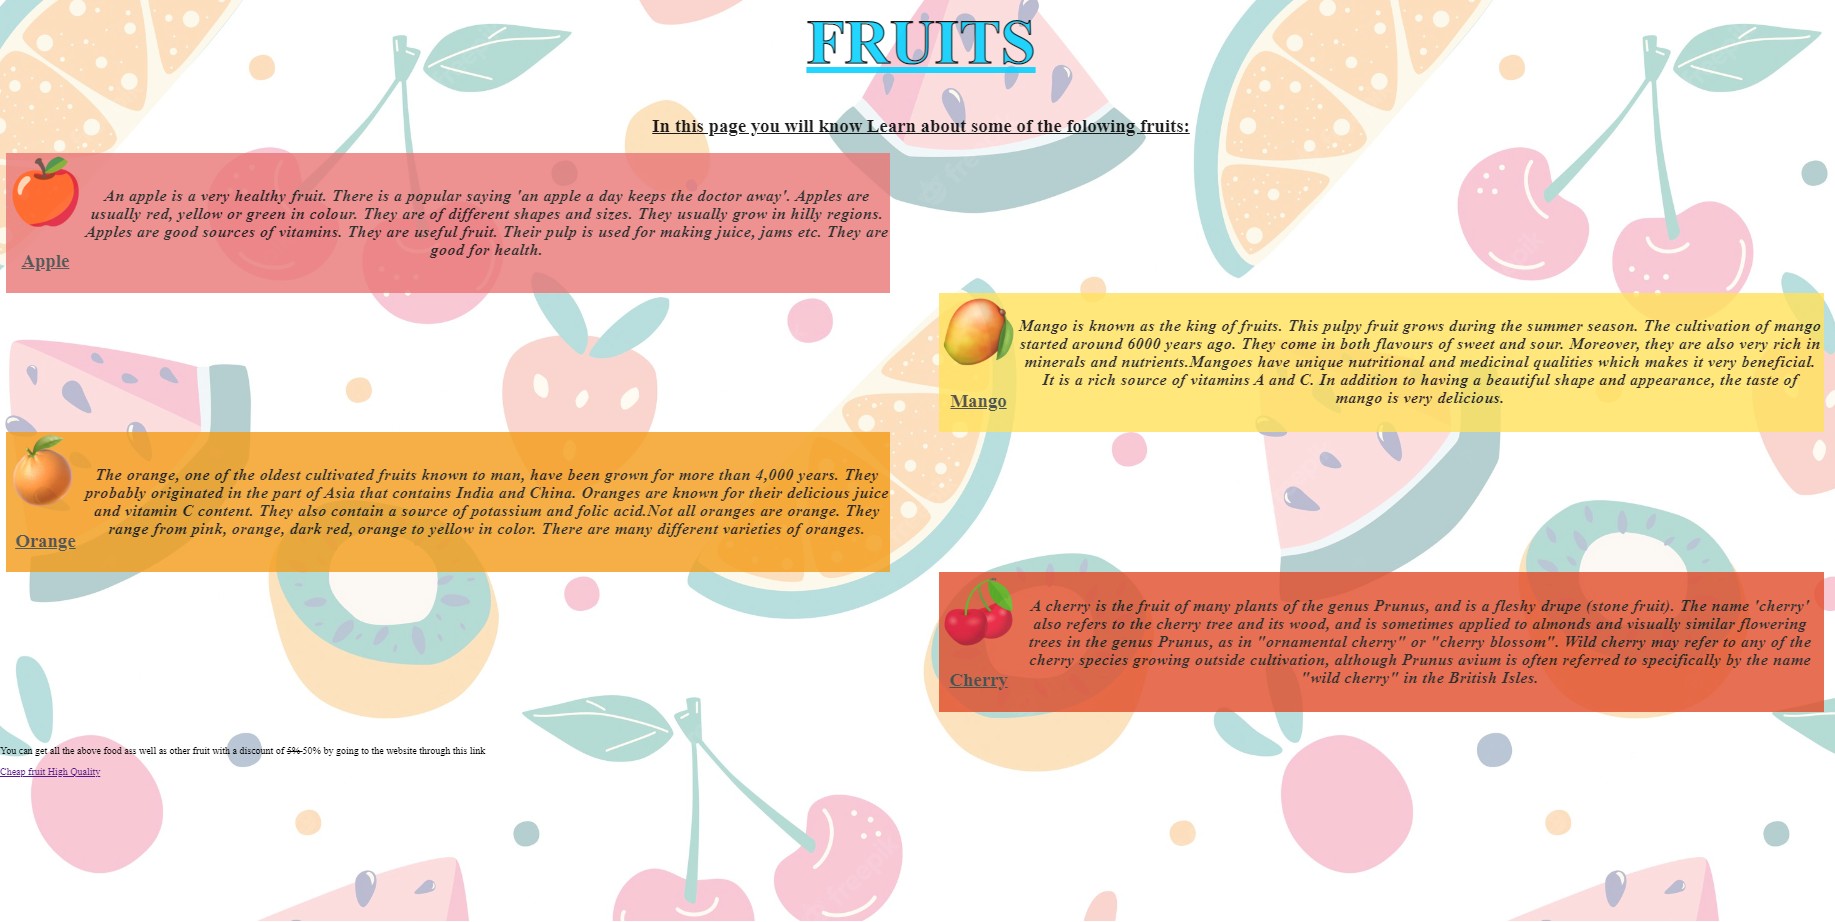 FRUITS
In this page you will know Learn about some of the folowing fruits:
An apple is a very healthy fruit. There is a popular saying 'an apple a day keeps the doctor away'. Apples are
usually red, yellow or green in colour. They are of different shapes and sizes. They usually grow in hilly regions.
Apples are good sources of vitamins. They are useful fruit. Their pulp is used for making juice, jams etc. They are
good for health.
Apple
Mango is known as the king of fruits. This pulpy fruit grows during the summer season. The cultivation of mango
started around 6000 years ago. They come in both flavours of sweet and sour. Moreover, they are also very rich in
minerals and nutrients.Mangoes have unique nutritional and medicinal qualities which makes it very beneficial.
It is a rich source of vitamins A and C. In addition to having a beautiful shape and appearance, the taste of
mango is very delicious.
Mango
The orange, one of the oldest cultivated fruits known to man, have been grown for more than 4,000 years. They
probably originated in the part of Asia that contains India and China. Oranges are known for their delicious juice
and vitamin C content. They also contain a source of potassium and folic acid.Not all oranges are orange. They
range from pink, orange, dark red, orange to yellow in color. There are many different varieties of oranges.
Orange
A cherry is the fruit of many plants of the genus Prunus, and is a fleshy drupe (stone fruit). The name 'cherry'
also refers to the cherry tree and its wood, and is sometimes applied to almonds and visually similar flowering
trees in the genus Prunus, as in "ornamental cherry" or "cherry blossom". Wild cherry may refer to any of the
cherry species growing outside cultivation, although Prunus avium is often referred to specifically by the name
"wild cherry" in the British Isles.
Cherry
You can get all the above food ass well as other fruit with a discount of 5% 50% by going to the website through this link
Cheap fruit High Quality